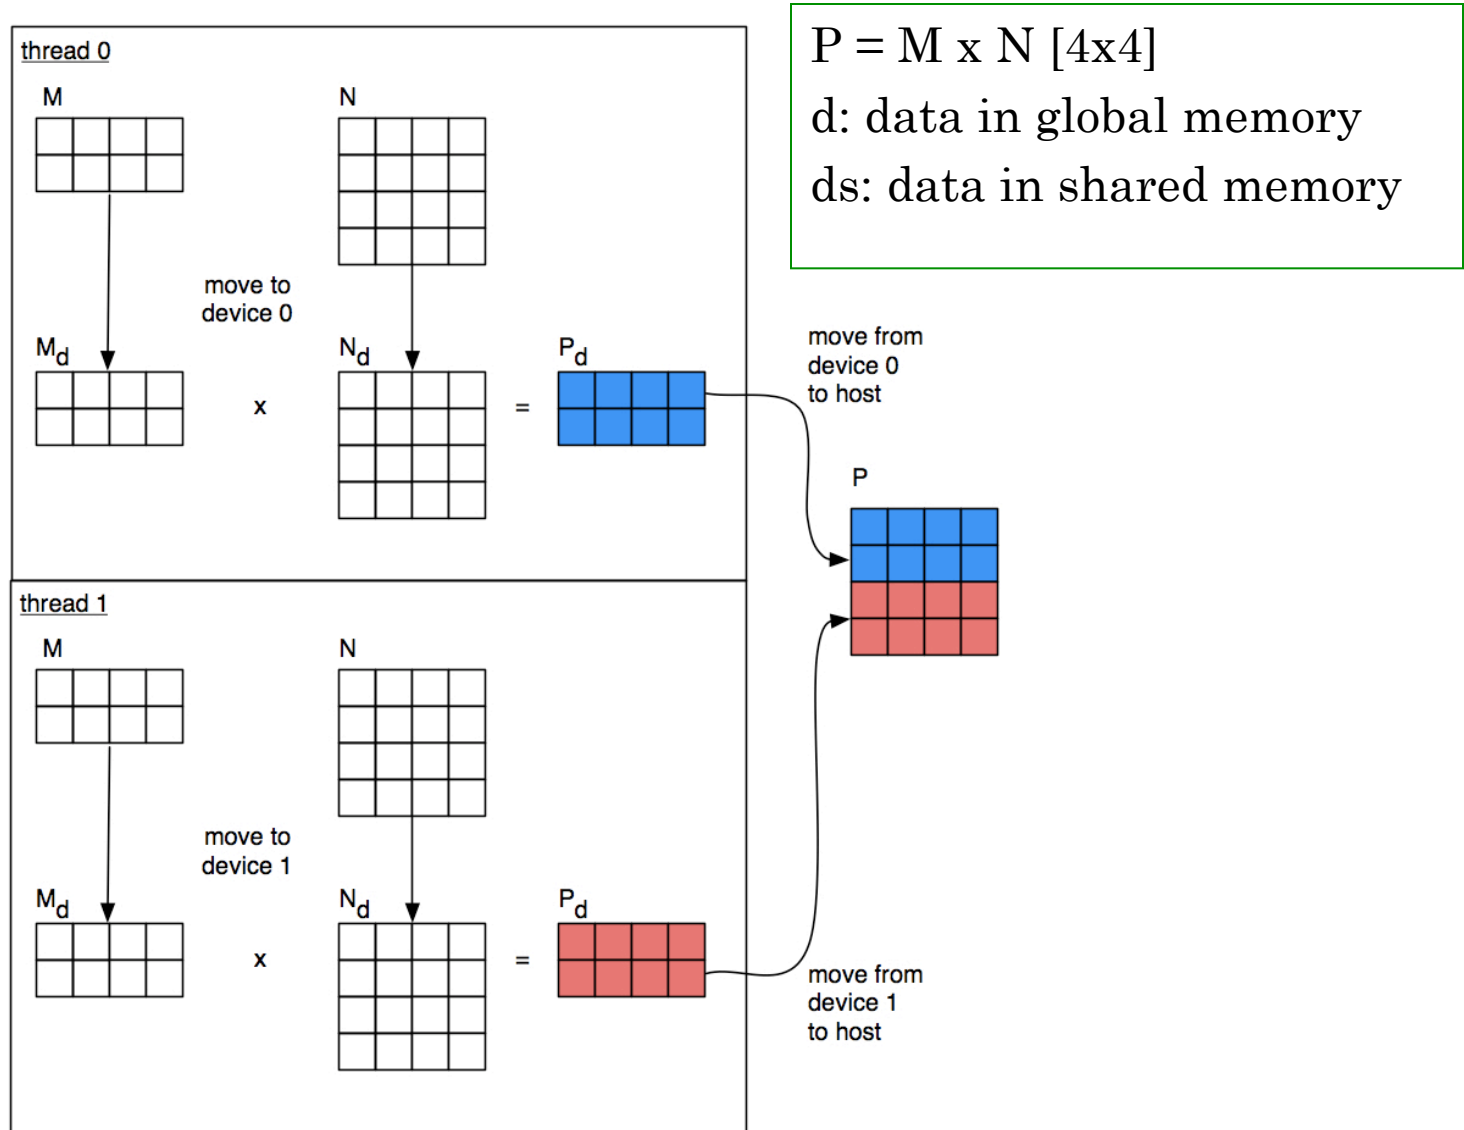 P = M x N [4x4]
d: data in global memory
ds: data in shared memory
thread 0
M
N
move to
device 0
Md
x
Nd
=
Pd
move from
device 0
to host
P
thread 1
M
N
move to
device 1
Md
x
Nd
=
Pd
move from
device 1
to host